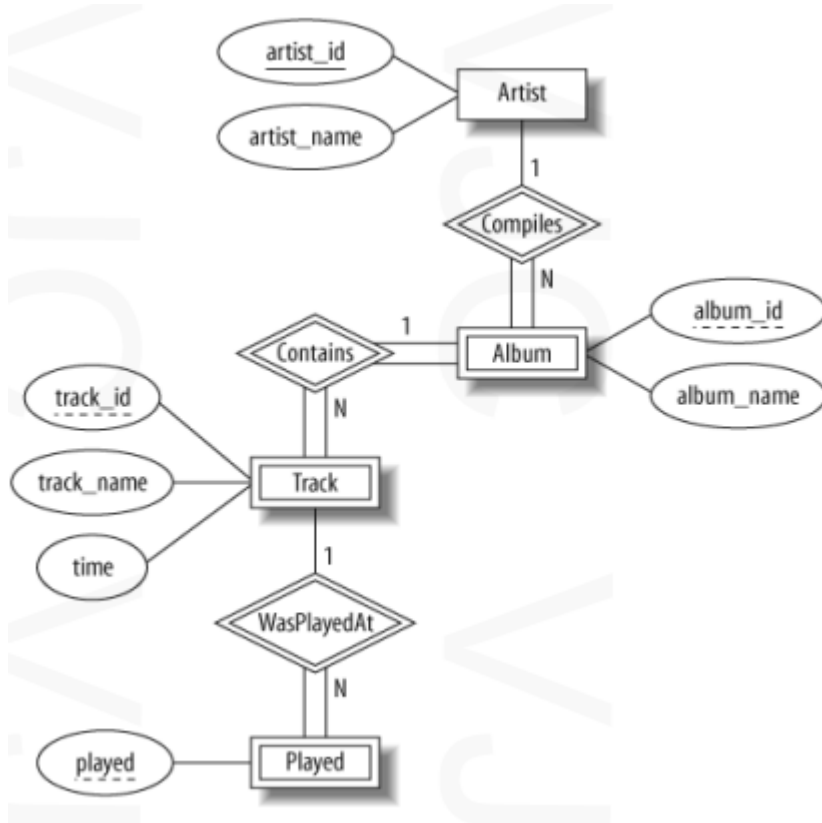 artist_id
Artist
artist_name
1
Compiles
N
album_id
1
Contains
Album
track_id
album_name
N
track_name
Track
time
1
WasPlayedAt
N
played
Played